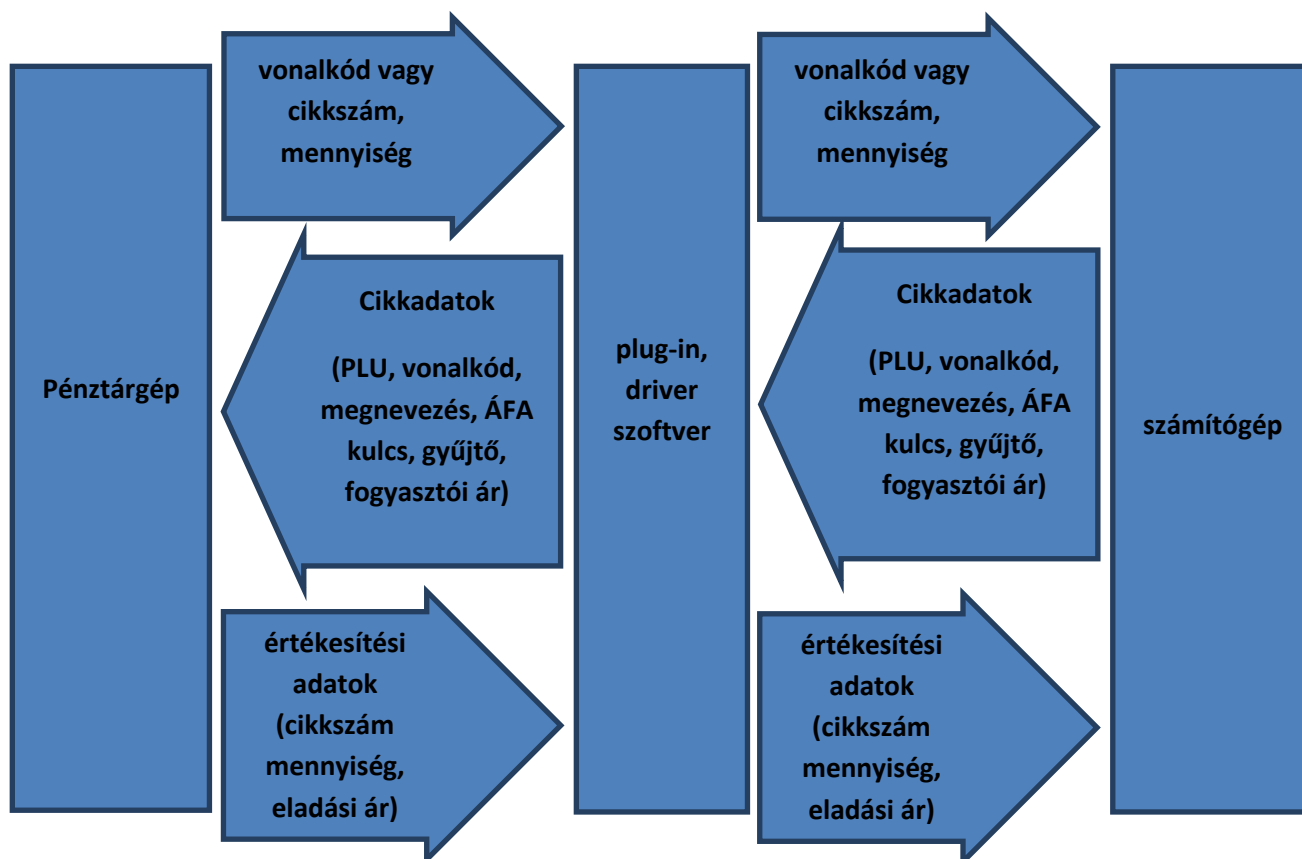 Pénztárgép
vonalkód vagy
cikkszám,
mennyiség
Cikkadatok
(PLU, vonalkód,
megnevezés, ÁFA
kulcs, gyűjtő,
fogyasztói ár)
értékesítési
adatok
(cikkszám
mennyiség,
eladási ár)
plug-in,
driver
szoftver
vonalkód vagy
cikkszám,
mennyiség
Cikkadatok
(PLU, vonalkód,
megnevezés, ÁFA
kulcs, gyűjtő,
fogyasztói ár)
értékesítési
adatok
(cikkszám
mennyiség,
eladási ár)
számítógép